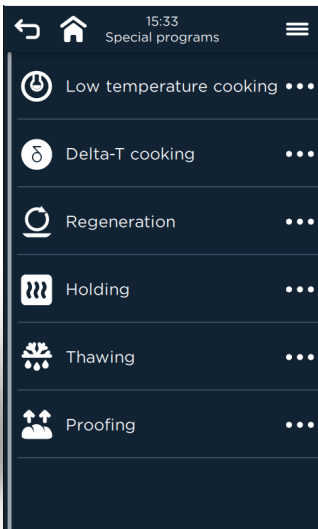 15:33
Special programs
Low temperature cooking
δ
Delta-T cooking
Regeneration
Holding
Thawing
Proofing